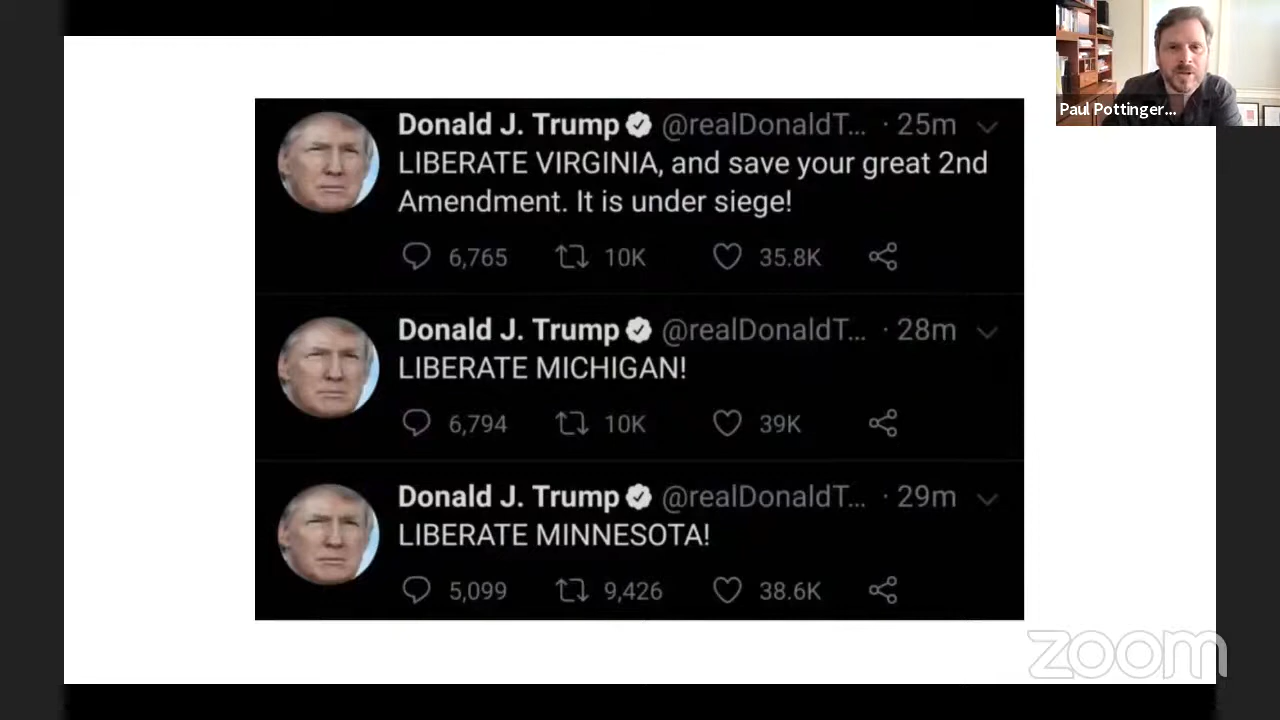 Paul Pottinger...
Donald J. Trump @realDonaldT... · 25m
LIBERATE VIRGINIA, and save your great 2nd
Amendment. It is under siege!
6,765 10K 35.8K
Donald J. Trump @realDonaldT... · 28m
LIBERATE MICHIGAN!
6,794 10K 39K
Donald J. Trump @realDonaldT... · 29m
LIBERATE MINNESOTA!
5,099 9,426 38.6K
zoom